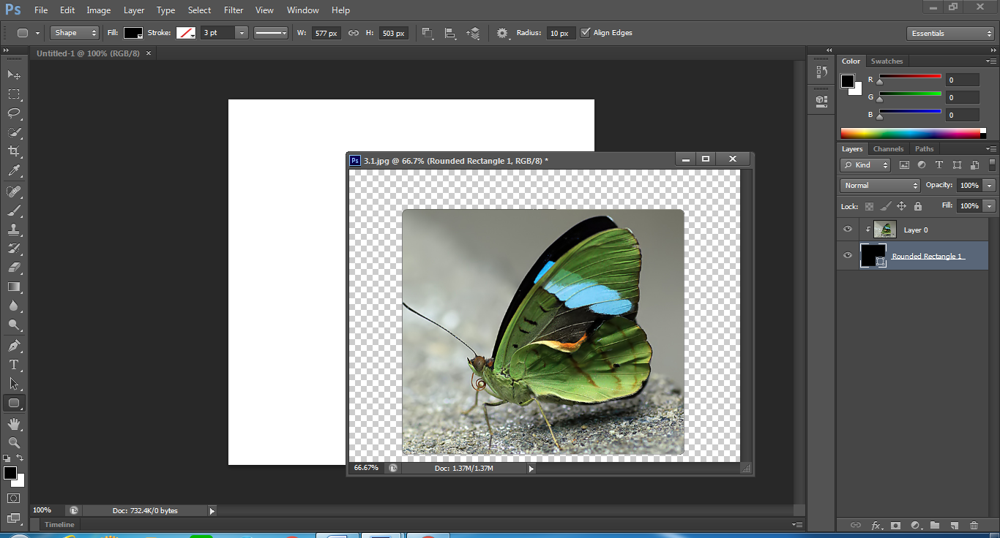 Ps File Edit Image Layer Type Select Filter View Window Help
Shape Fill: Stroke: 3 pt W: 577 px H: 503 px Radius: 10 px Align Edges Essentials
Untitled-1 @ 100% (RGB/8) ×
Color Swatches
R 0
G 0
B 0
Layers Channels Paths
Kind T
Normal Opacity: 100%
Lock: Fill: 100%
Layer 0
Rounded Rectangle 1
Ps 3.1.jpg @ 66.7% (Rounded Rectangle 1, RGB/8) *
66.67% Doc: 1.37M/1.37M
T
100% Doc: 732.4K/0 bytes
Timeline
fx